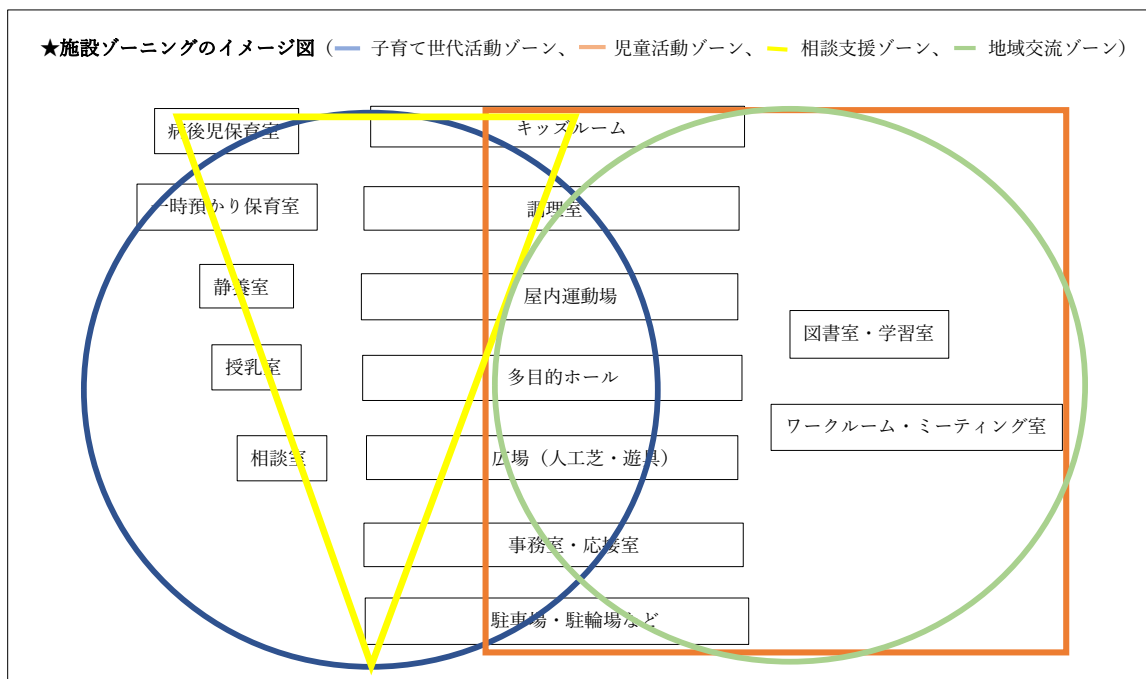 ★施設ゾーニングのイメージ図（ 子育て世代活動ゾーン、 児童活動ゾーン、 相談支援ゾーン、 地域交流ゾーン）
病後児保育室
キッズルーム
一時預かり保育室
調理室
静養室
屋内運動場
図書室・学習室
授乳室
多目的ホール
ワークルーム・ミーティング室
相談室
広場（人工芝・遊具）
事務室・応接室
駐車場・駐輪場など